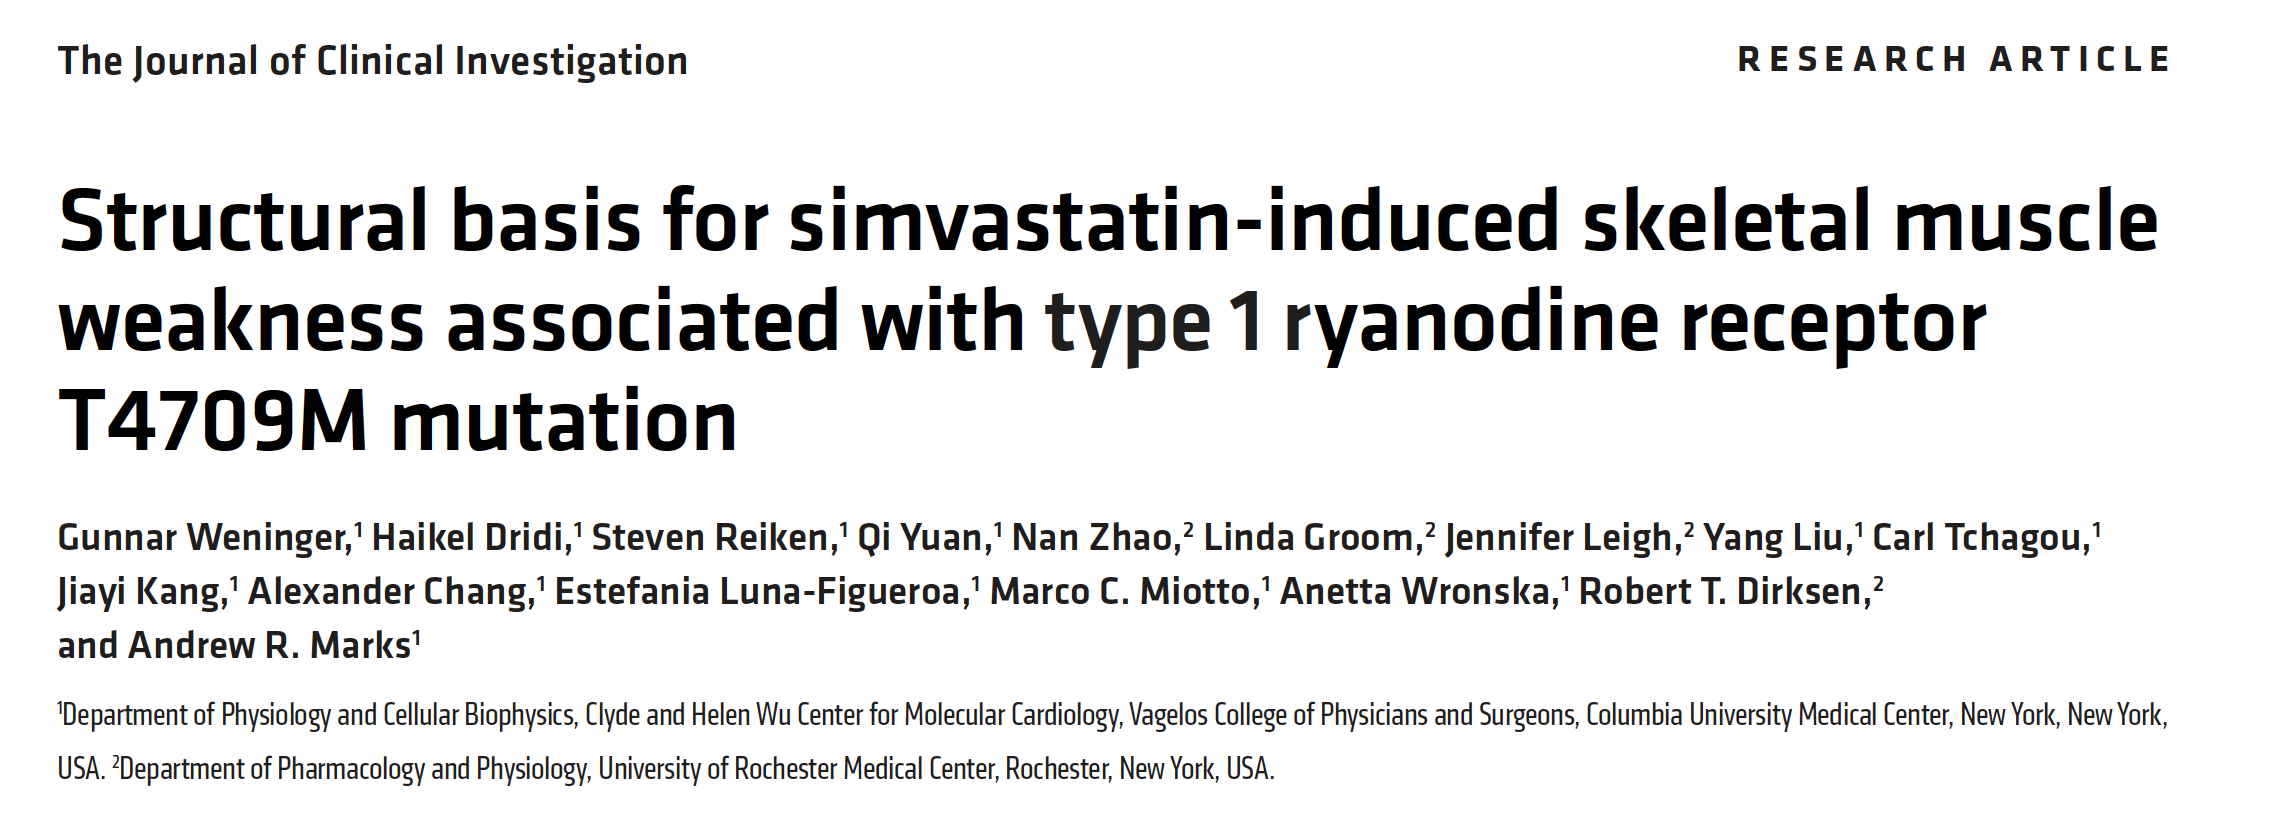 The Journal of Clinical Investigation
RESEARCH ARTICLE
Structural basis for simvastatin-induced skeletal muscle
weakness associated with type 1 ryanodine receptor
T4709M mutation
Gunnar Weninger,¹ Haikel Dridi,¹ Steven Reiken,¹ Qi Yuan,¹ Nan Zhao,² Linda Groom,² Jennifer Leigh,² Yang Liu,¹ Carl Tchagou,¹
Jiayi Kang,¹ Alexander Chang,¹ Estefania Luna-Figueroa,¹ Marco C. Miotto,¹ Anetta Wronska,¹ Robert T. Dirksen,²
and Andrew R. Marks¹
¹Department of Physiology and Cellular Biophysics, Clyde and Helen Wu Center for Molecular Cardiology, Vagelos College of Physicians and Surgeons, Columbia University Medical Center, New York, New York,
USA. ²Department of Pharmacology and Physiology, University of Rochester Medical Center, Rochester, New York, USA.